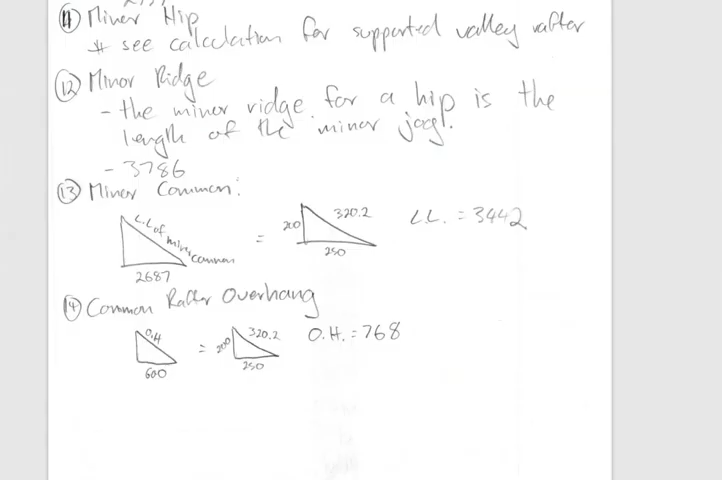 11 Minor Hip
* see calculation for supported valley rafter
12 Minor Ridge
- the minor ridge for a hip is the
length of the minor jog!
- 3786
13 Minor Common:
L.L of minor common
2687
=
200
320.2
250
L.L. = 3442
14 Common Rafter Overhang
O.H
600
=
200
320.2
250
O.H. = 768